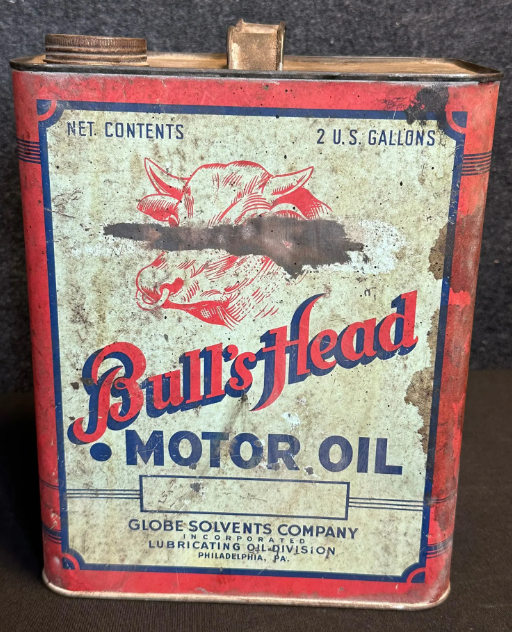 NET. CONTENTS
2 U.S. GALLONS
Bull's Head
• MOTOR OIL
GLOBE SOLVENTS COMPANY
INCORPORATED
LUBRICATING OIL DIVISION
PHILADELPHIA, PA.